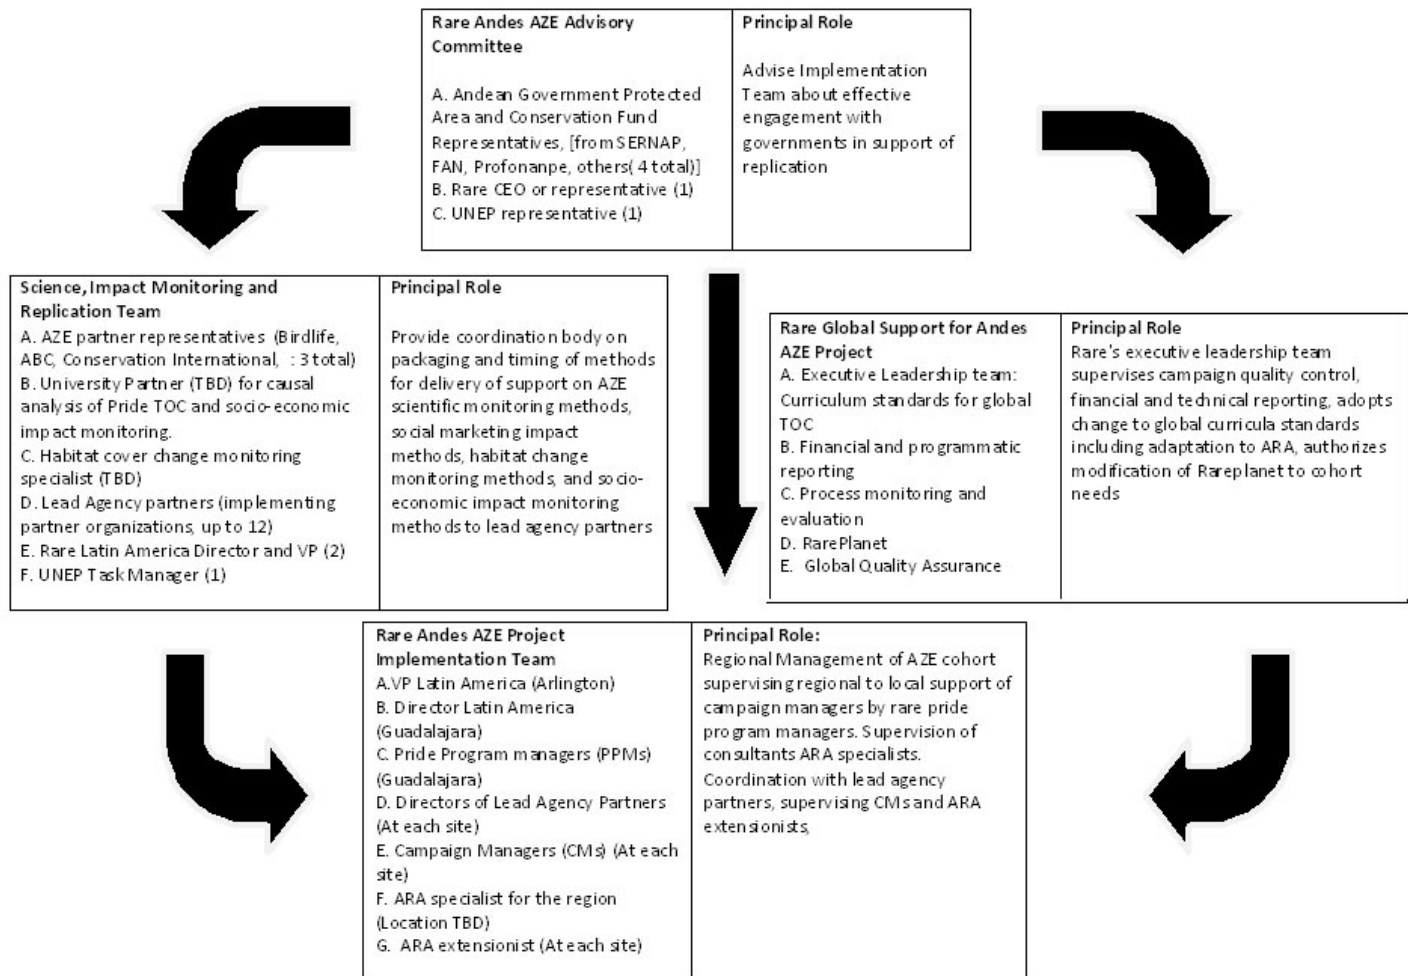 Rare Andes AZE Advisory
Committee
A. Andean Government Protected
Area and Conservation Fund
Representatives, [from SERNAP,
FAN, Profonanpe, others( 4 total)]
B. Rare CEO or representative (1)
C. UNEP representative (1)
Principal Role
Advise Implementation
Team about effective
engagement with
governments in support of
replication
Science, Impact Monitoring and
Replication Team
A. AZE partner representatives (Birdlife,
ABC, Conservation International, : 3 total)
B. University Partner (TBD) for causal
analysis of Pride TOC and socio-economic
impact monitoring.
C. Habitat cover change monitoring
specialist (TBD)
D. Lead Agency partners (implementing
partner organizations, up to 12)
E. Rare Latin America Director and VP (2)
F. UNEP Task Manager (1)
Principal Role
Provide coordination body on
packaging and timing of methods
for delivery of support on AZE
scientific monitoring methods,
social marketing impact
methods, habitat change
monitoring methods, and socio-
economic impact monitoring
methods to lead agency partners
Rare Global Support for Andes
AZE Project
A. Executive Leadership team:
Curriculum standards for global
TOC
B. Financial and programmatic
reporting
C. Process monitoring and
evaluation
D. RarePlanet
E. Global Quality Assurance
Principal Role
Rare's executive leadership team
supervises campaign quality control,
financial and technical reporting, adopts
change to global curricula standards
including adaptation to ARA, authorizes
modification of Rareplanet to cohort
needs
Rare Andes AZE Project
Implementation Team
A.VP Latin America (Arlington)
B. Director Latin America
(Guadalajara)
C. Pride Program managers (PPMs)
(Guadalajara)
D. Directors of Lead Agency Partners
(At each site)
E. Campaign Managers (CMs) (At each
site)
F. ARA specialist for the region
(Location TBD)
G. ARA extensionist (At each site)
Principal Role:
Regional Management of AZE cohort
supervising regional to local support of
campaign managers by rare pride
program managers. Supervision of
consultants ARA specialists.
Coordination with lead agency
partners, supervising CMs and ARA
extensionists,